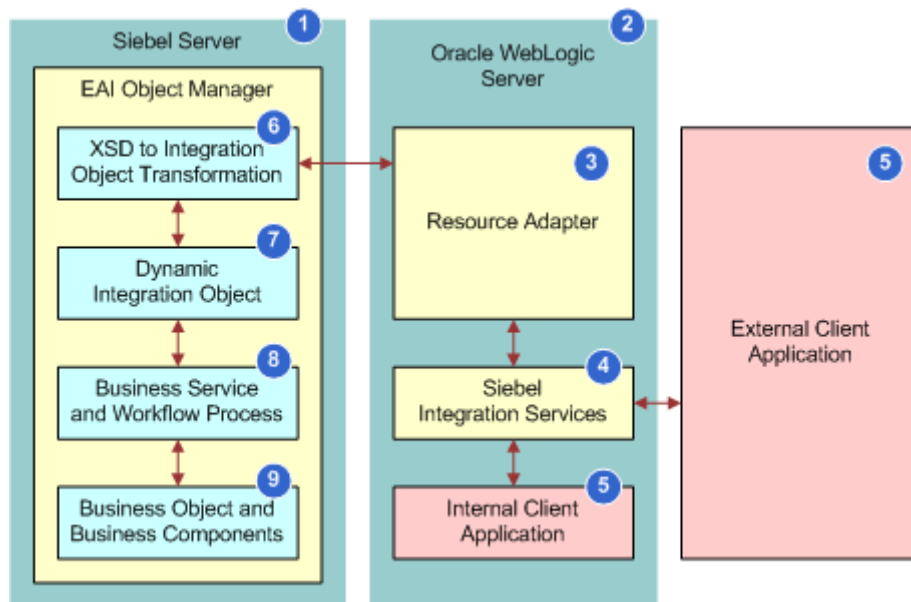 1
Siebel Server
EAI Object Manager
6
XSD to Integration
Object Transformation
7
Dynamic
Integration Object
8
Business Service
and Workflow Process
9
Business Object and
Business Components
2
Oracle WebLogic
Server
3
Resource Adapter
4
Siebel
Integration Services
5
Internal Client
Application
5
External Client
Application